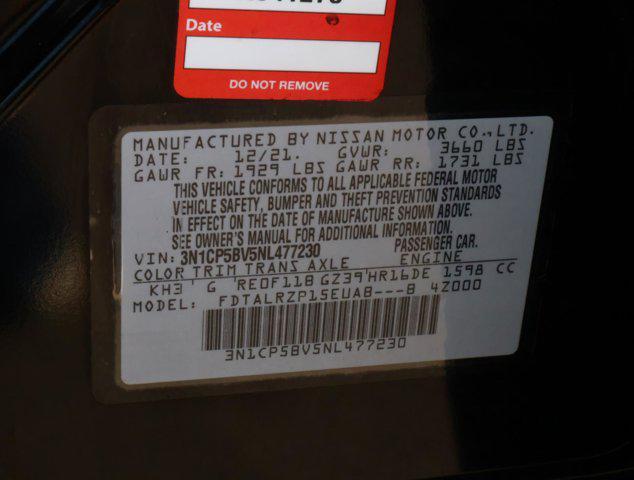 Date
DO NOT REMOVE
MANUFACTURED BY NISSAN MOTOR CO., LTD.
DATE: 12/21. GVWR: 3660 LBS
GAWR FR: 1929 LBS GAWR RR: 1731 LBS
THIS VEHICLE CONFORMS TO ALL APPLICABLE FEDERAL MOTOR
VEHICLE SAFETY, BUMPER AND THEFT PREVENTION STANDARDS
IN EFFECT ON THE DATE OF MANUFACTURE SHOWN ABOVE.
SEE OWNER'S MANUAL FOR ADDITIONAL INFORMATION.
VIN: 3N1CP5BV5NL477230 PASSENGER CAR.
COLOR TRIM TRANS AXLE ENGINE
KH3 G RE0F11B GZ39 HR16DE 1598 CC
MODEL: FDTALRZP15EUAB---B 4Z000
3N1CP5BV5NL477230